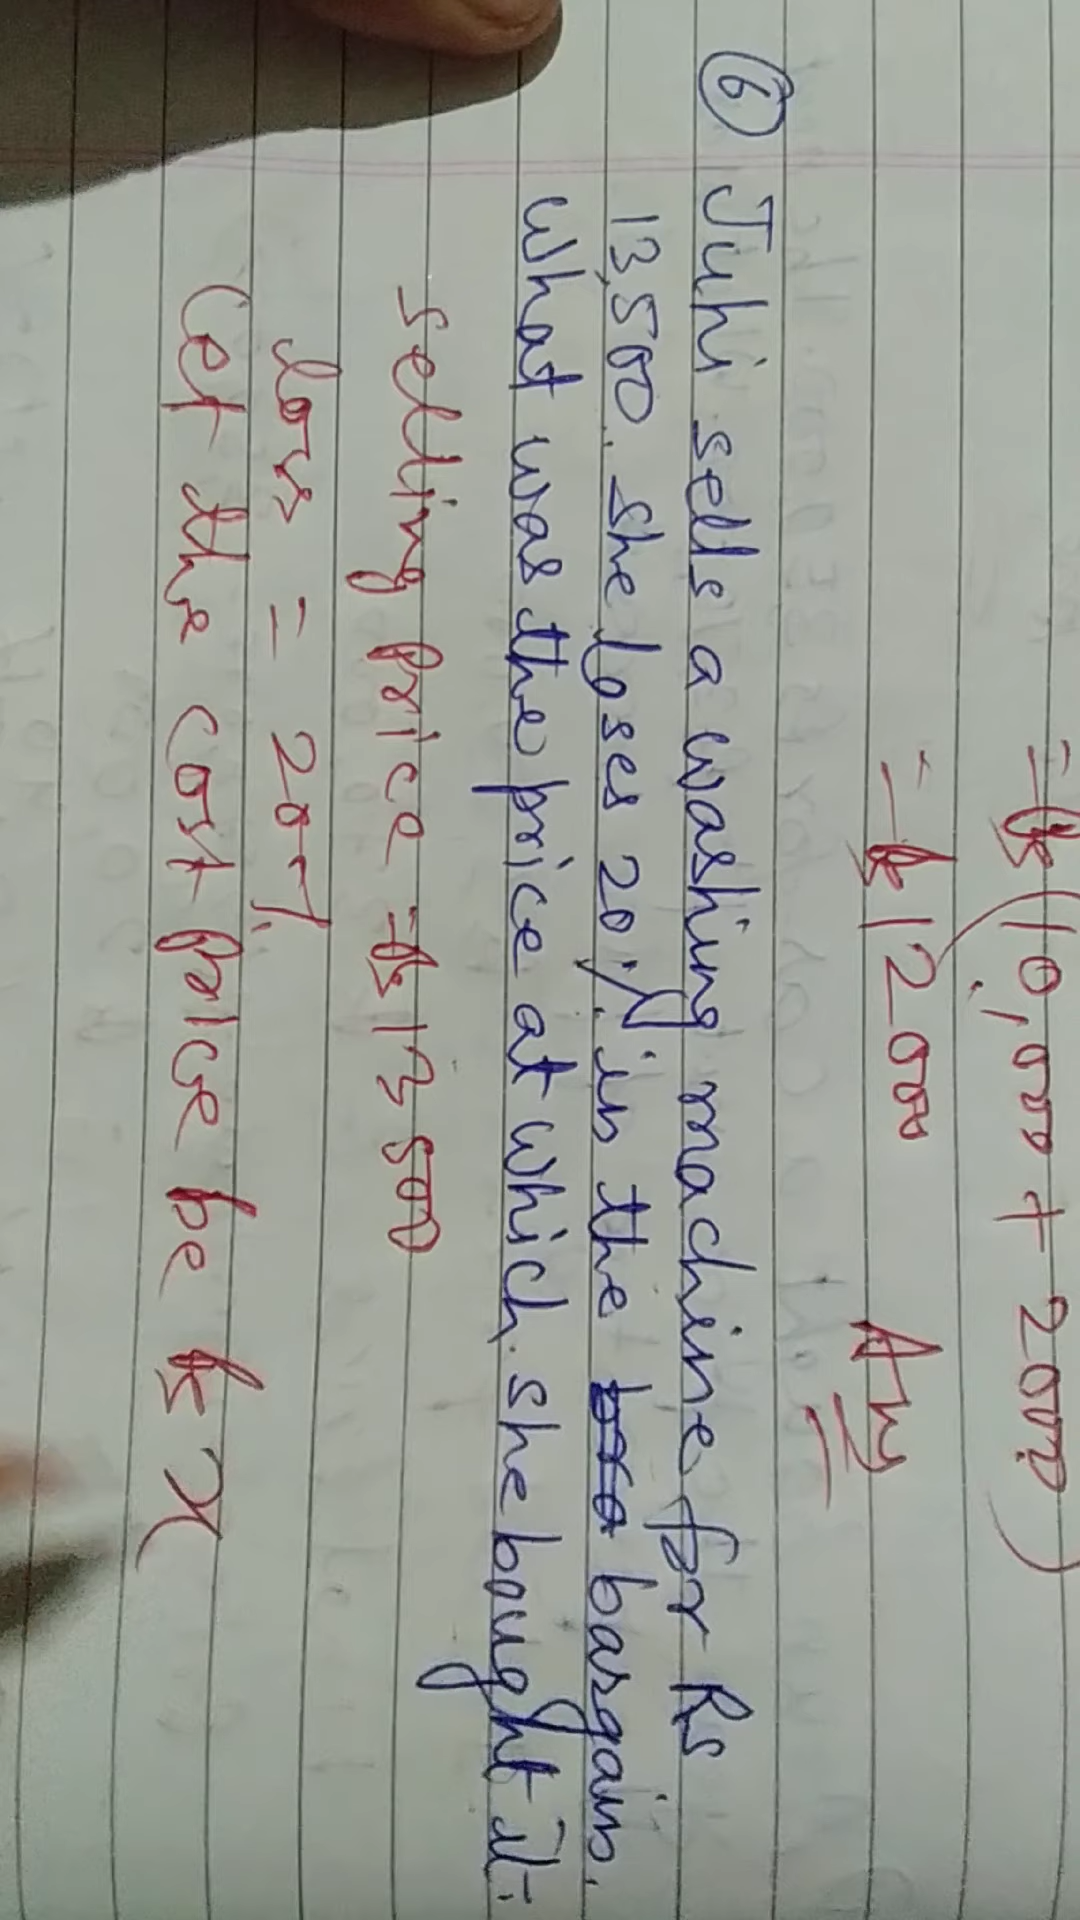 = Rs (10,000 + 2000)
= Rs 12000 Ans
6 Juhi sells a washing machine for Rs
13,500. she loses 20% in the bargain.
what was the price at which she bought it.
selling price = Rs 13500
loss = 20%
Let the cost price be Rs x